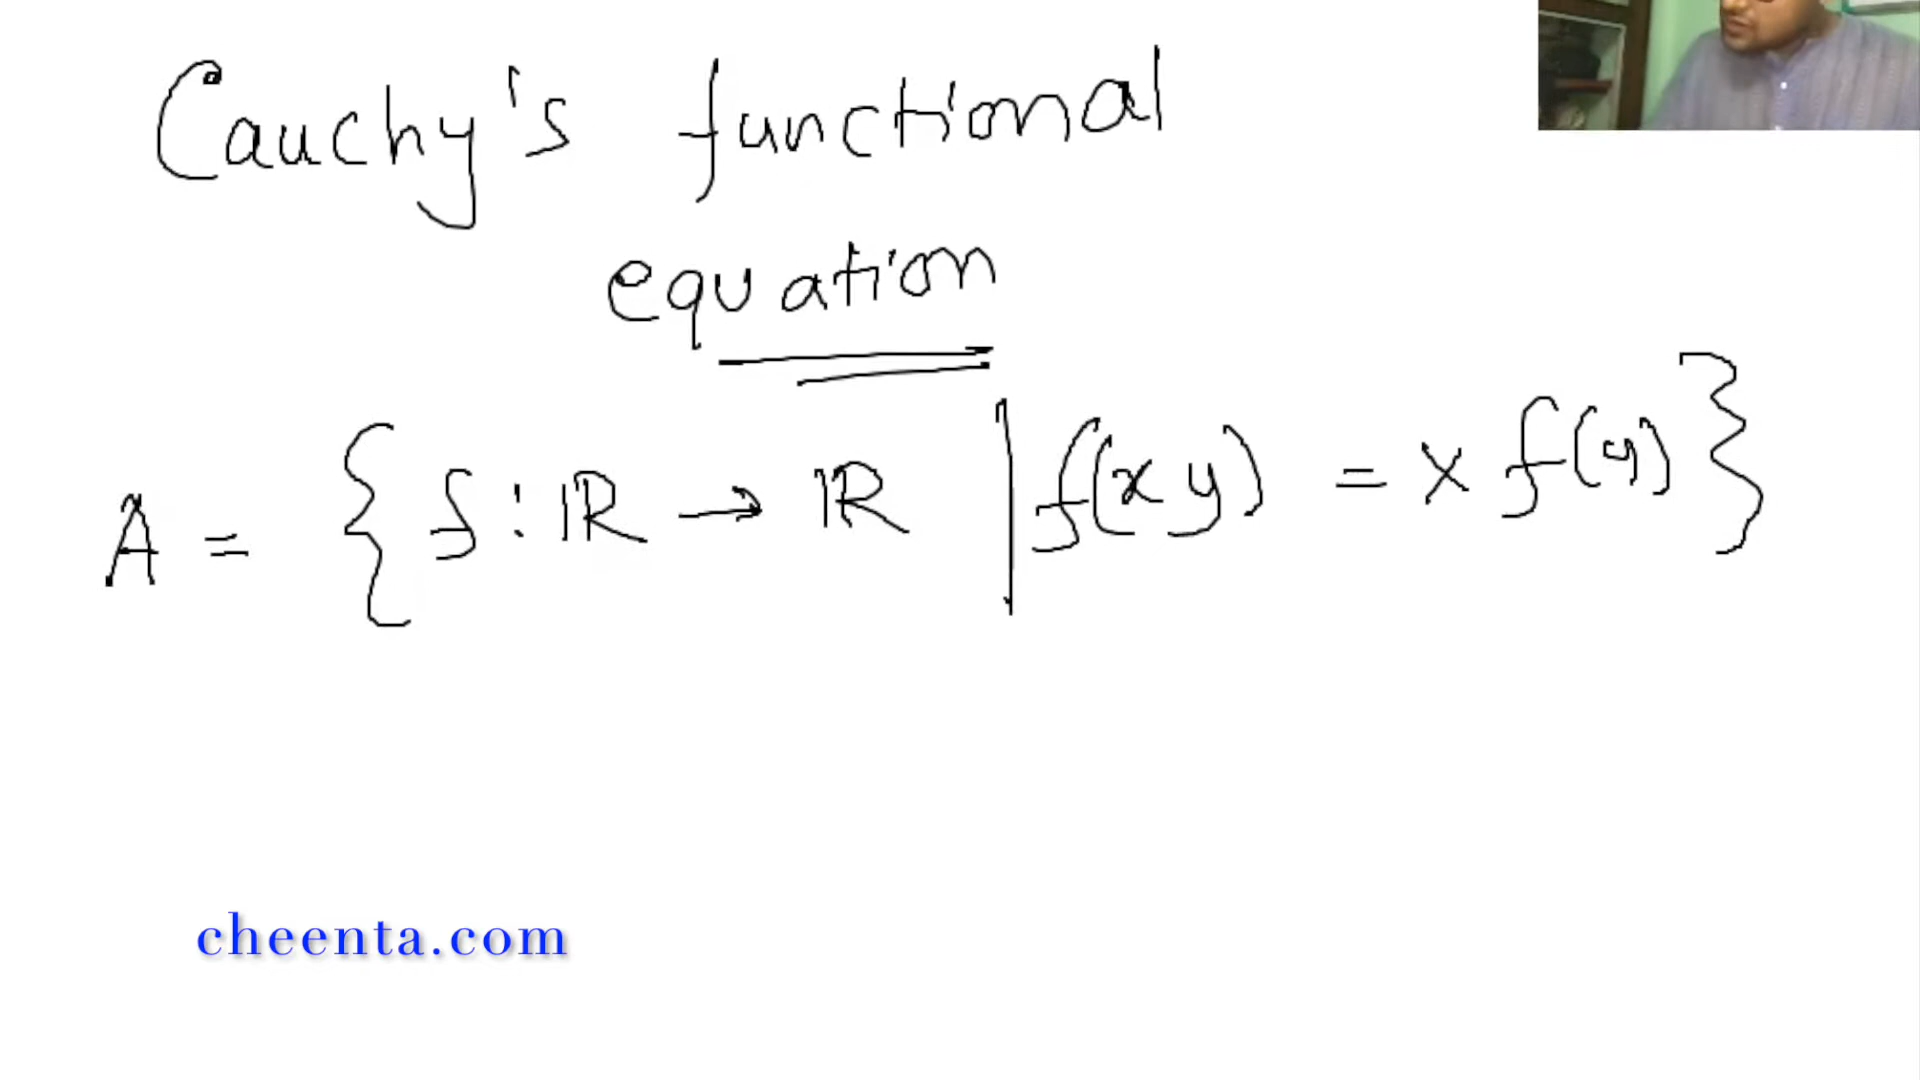 Cauchy's functional
equation
A = { f : ℝ → ℝ | f(xy) = x f(y) }
cheenta.com